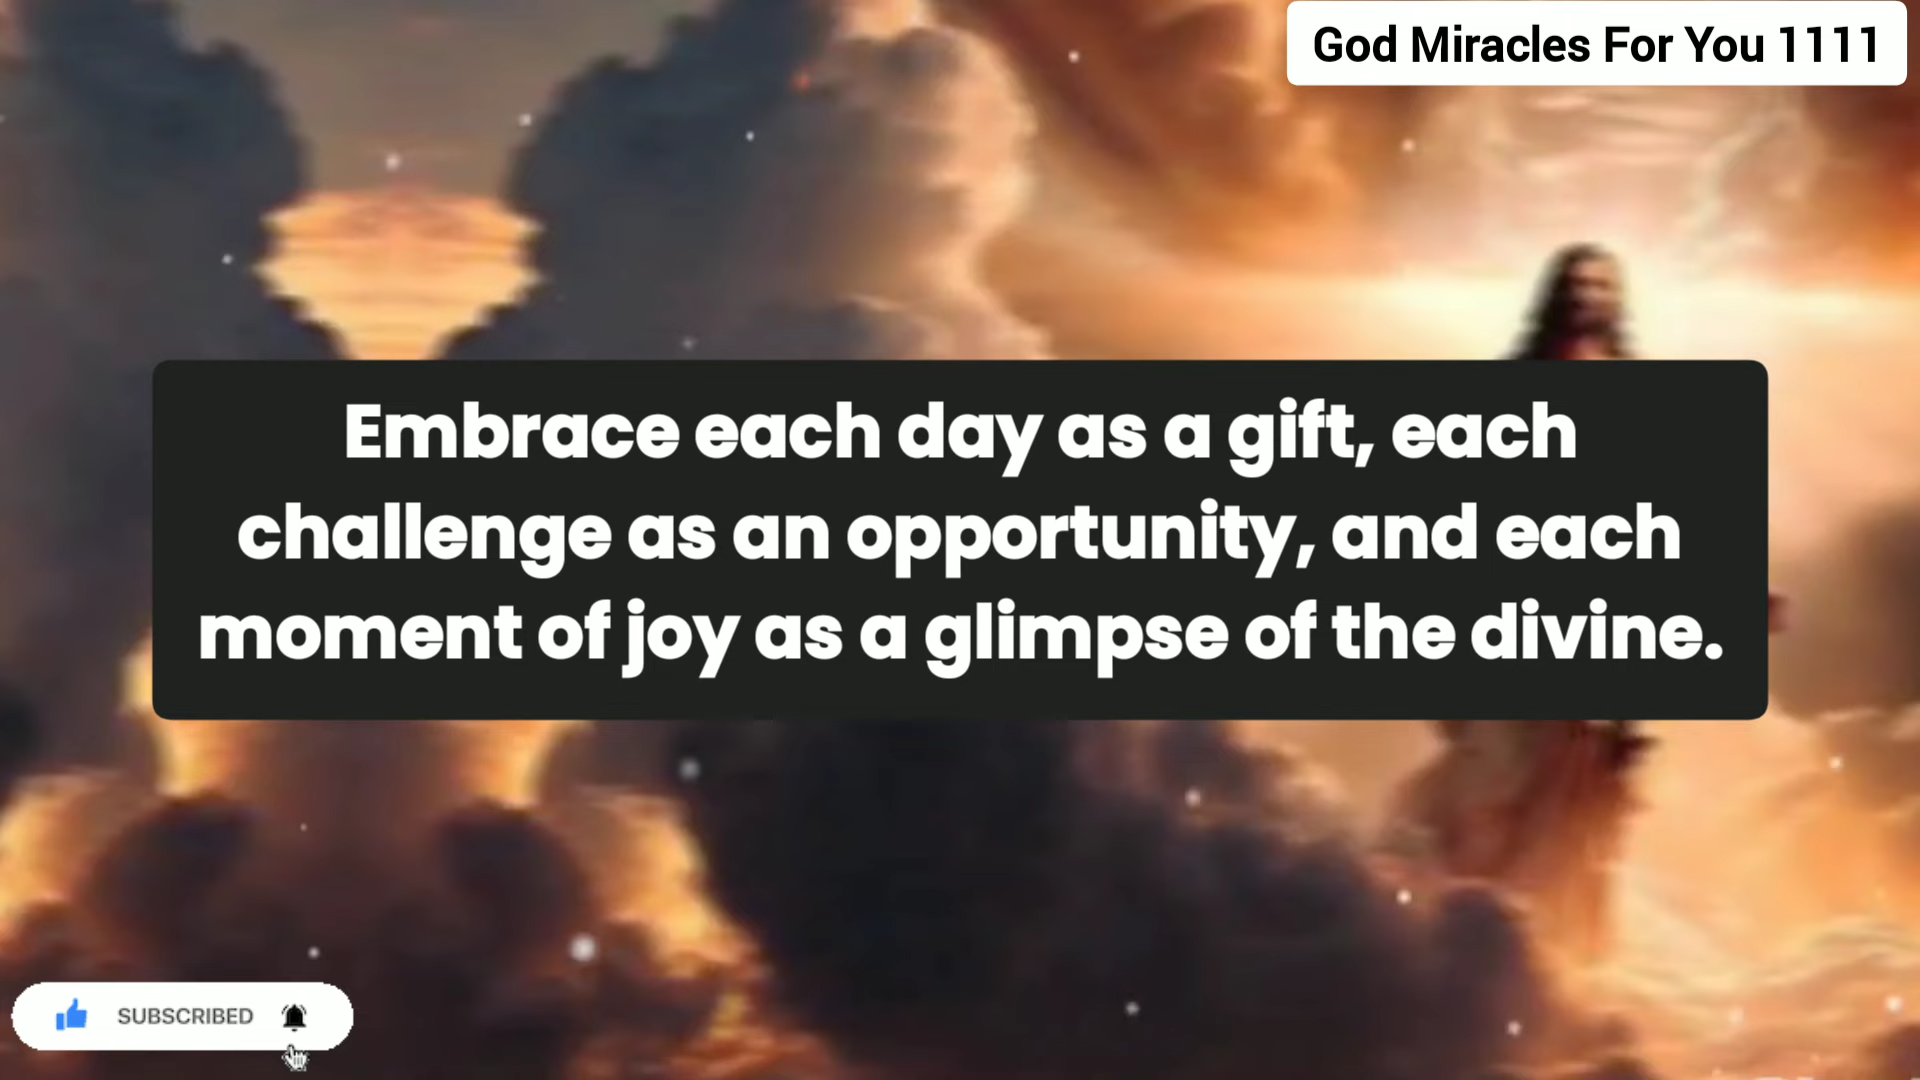 God Miracles For You 1111
Embrace each day as a gift, each
challenge as an opportunity, and each
moment of joy as a glimpse of the divine.
SUBSCRIBED